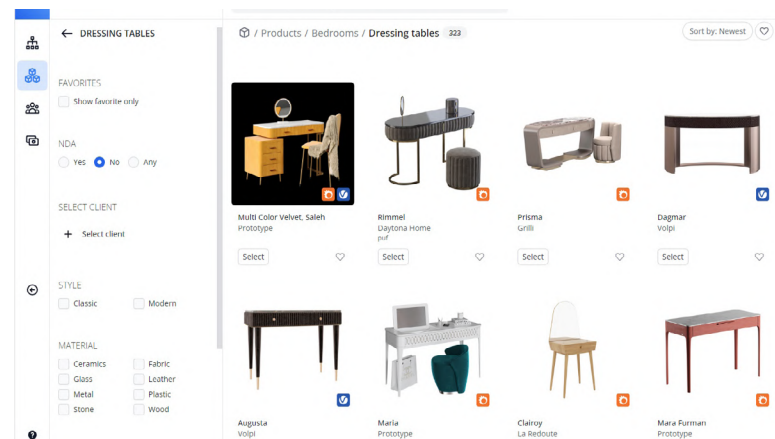 DRESSING TABLES
/ Products / Bedrooms / Dressing tables 323
Sort by: Newest
FAVORITES
Show favorite only
NDA
Yes No Any
SELECT CLIENT
+ Select client
STYLE
Classic Modern
MATERIAL
Ceramics Fabric
Glass Leather
Metal Plastic
Stone Wood
Multi Color Velvet, Saleh
Prototype
Select
Rimmel
Daytona Home
puf
Select
Prisma
Grilli
Select
Dagmar
Volpi
Select
Augusta
Volpi
Maria
Prototype
Clairoy
La Redoute
Mara Furman
Prototype